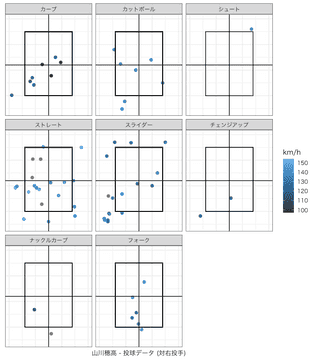 カーブ
カットボール
シュート
ストレート
スライダー
チェンジアップ
ナックルカーブ
フォーク
km/h
150
140
130
120
110
100
山川穂高 - 投球データ (対右投手)